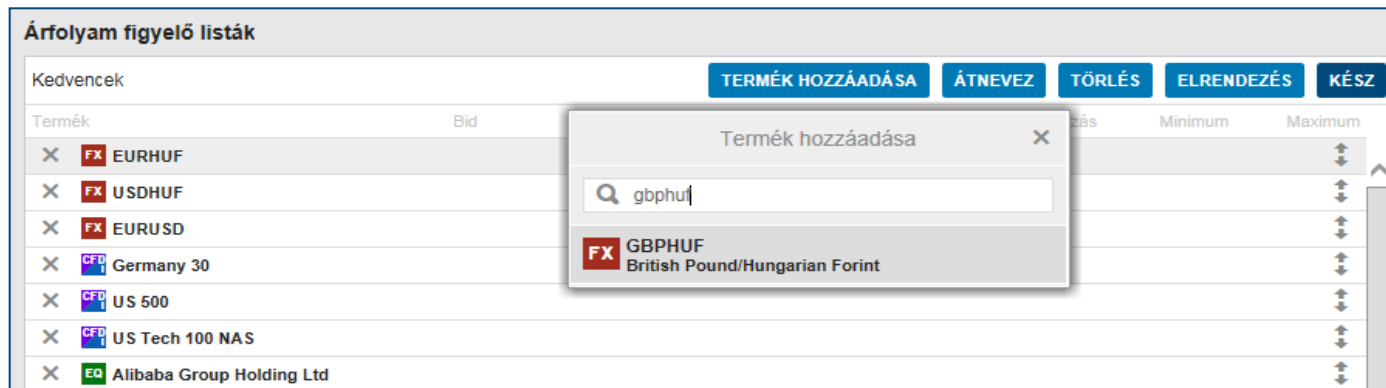 Árfolyam figyelő listák
Kedvencek TERMÉK HOZZÁADÁSA ÁTNEVEZ TÖRLÉS ELRENDEZÉS KÉSZ
Termék Bid zás Minimum Maximum
Termék hozzáadása
FX EURHUF
FX USDHUF
gbphuf
FX EURUSD
FX GBPHUF
British Pound/Hungarian Forint
CFD I Germany 30
CFD I US 500
CFD I US Tech 100 NAS
EQ Alibaba Group Holding Ltd